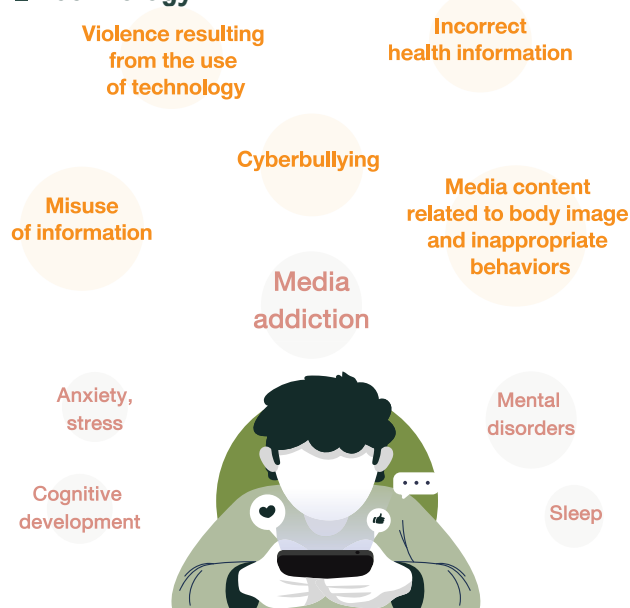 Violence resulting
from the use
of technology
Incorrect
health information
Cyberbullying
Misuse
of information
Media content
related to body image
and inappropriate
behaviors
Media
addiction
Anxiety,
stress
Mental
disorders
Cognitive
development
Sleep